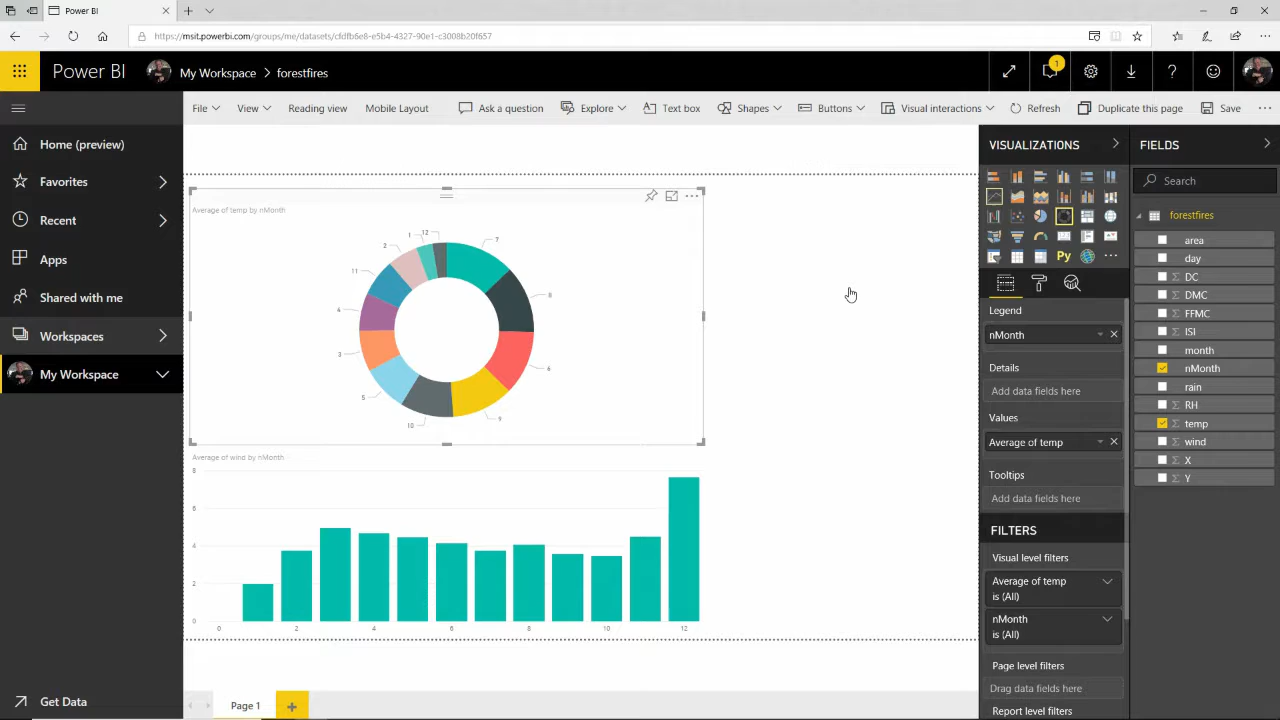 Power BI
https://msit.powerbi.com/groups/me/datasets/cfdfb6e8-e5b4-4327-90e1-c3008b20f657
Power BI
My Workspace > forestfires
1
File
View
Reading view
Mobile Layout
Ask a question
Explore
Text box
Shapes
Buttons
Visual interactions
Refresh
Duplicate this page
Save
Home (preview)
Favorites
Recent
Apps
Shared with me
Workspaces
My Workspace
Get Data
Average of temp by nMonth
7
8
6
9
10
5
3
4
11
2
1
12
Average of wind by nMonth
8
6
4
2
0
0 2 4 6 8 10 12
Page 1
VISUALIZATIONS
Py
Legend
nMonth
Details
Add data fields here
Values
Average of temp
Tooltips
Add data fields here
FILTERS
Visual level filters
Average of temp
is (All)
nMonth
is (All)
Page level filters
Drag data fields here
Report level filters
FIELDS
Search
forestfires
area
day
Σ DC
Σ DMC
Σ FFMC
Σ ISI
month
Σ nMonth
rain
Σ RH
Σ temp
Σ wind
Σ X
Σ Y